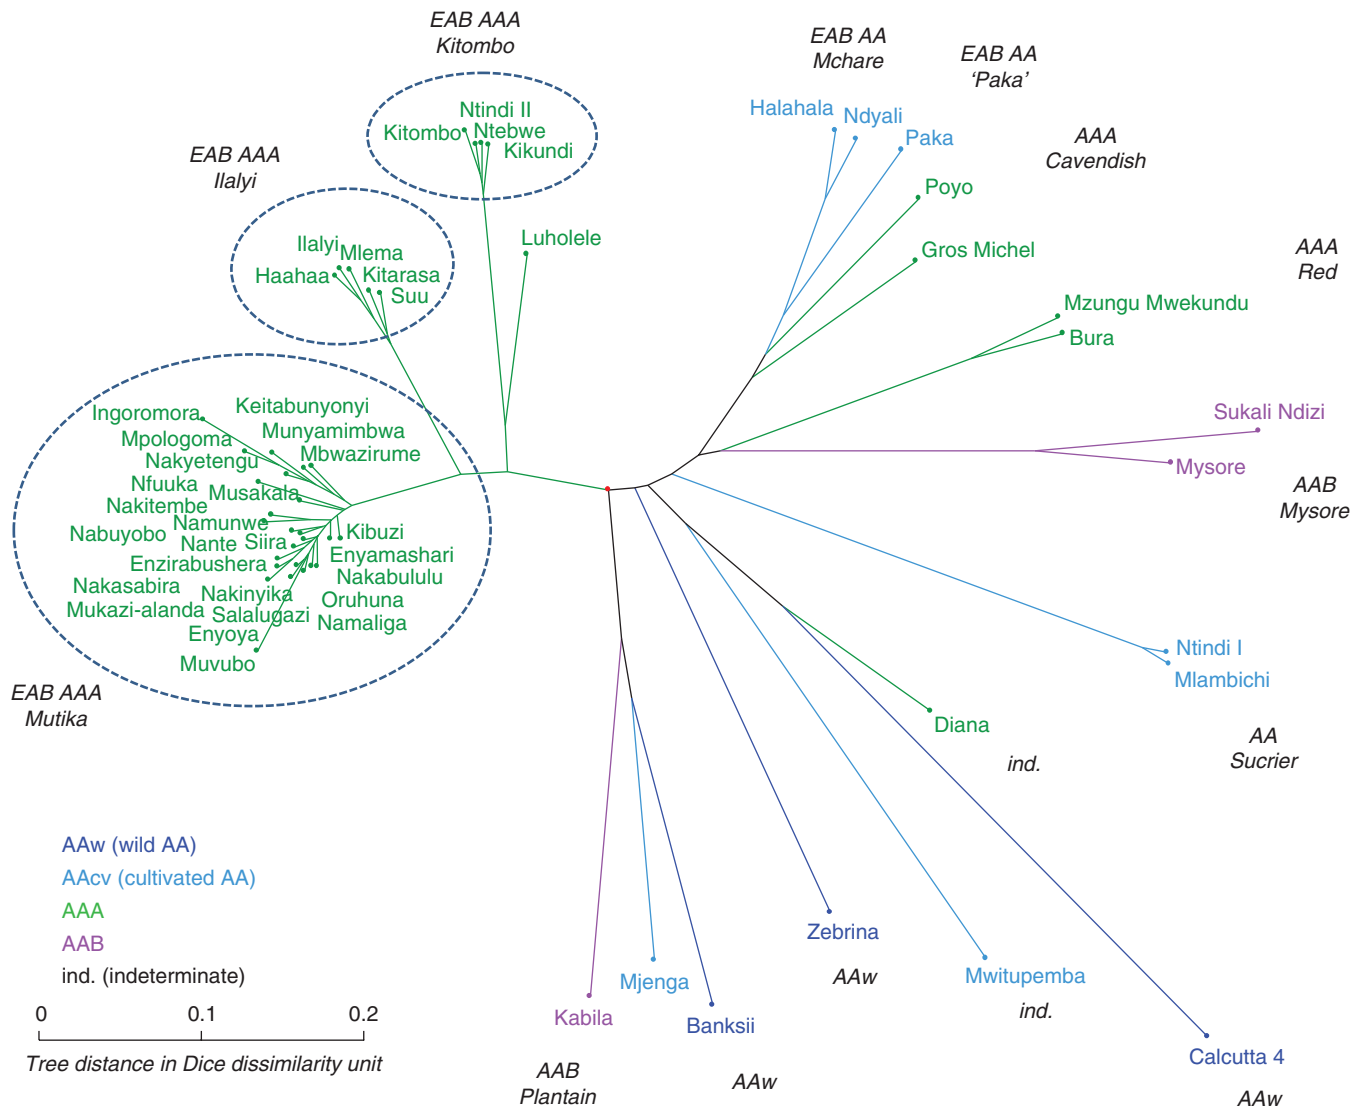 EAB AAA
Kitombo
EAB AA
Mchare
EAB AA
'Paka'
Ntindi II
Kitombo
Ntebwe
Kikundi
Halahala
Ndyali
Paka
AAA
Cavendish
EAB AAA
Ilalyi
Poyo
Luholele
Gros Michel
Ilalyi
Mlema
Haahaa
Kitarasa
Suu
AAA
Red
Mzungu Mwekundu
Bura
Ingoromora
Keitabunyonyi
Mpologoma
Munyamimbwa
Nakyetengu
Mbwazirume
Nfuuka
Musakala
Nakitembe
Namunwe
Nabuyobo
Nante
Siira
Kibuzi
Enzirabushera
Enyamashari
Nakasabira
Nakinyika
Nakabululu
Mukazi-alanda
Salalugazi
Oruhuna
Enyoya
Namaliga
Muvubo
EAB AAA
Mutika
Sukali Ndizi
Mysore
AAB
Mysore
Ntindi I
Mlambichi
AA
Sucrier
Diana
ind.
Zebrina
AAw
Mwitupemba
ind.
Mjenga
Kabila
Banksii
AAB
Plantain
AAw
Calcutta 4
AAw
AAw (wild AA)
AAcv (cultivated AA)
AAA
AAB
ind. (indeterminate)
0 0.1 0.2
Tree distance in Dice dissimilarity unit